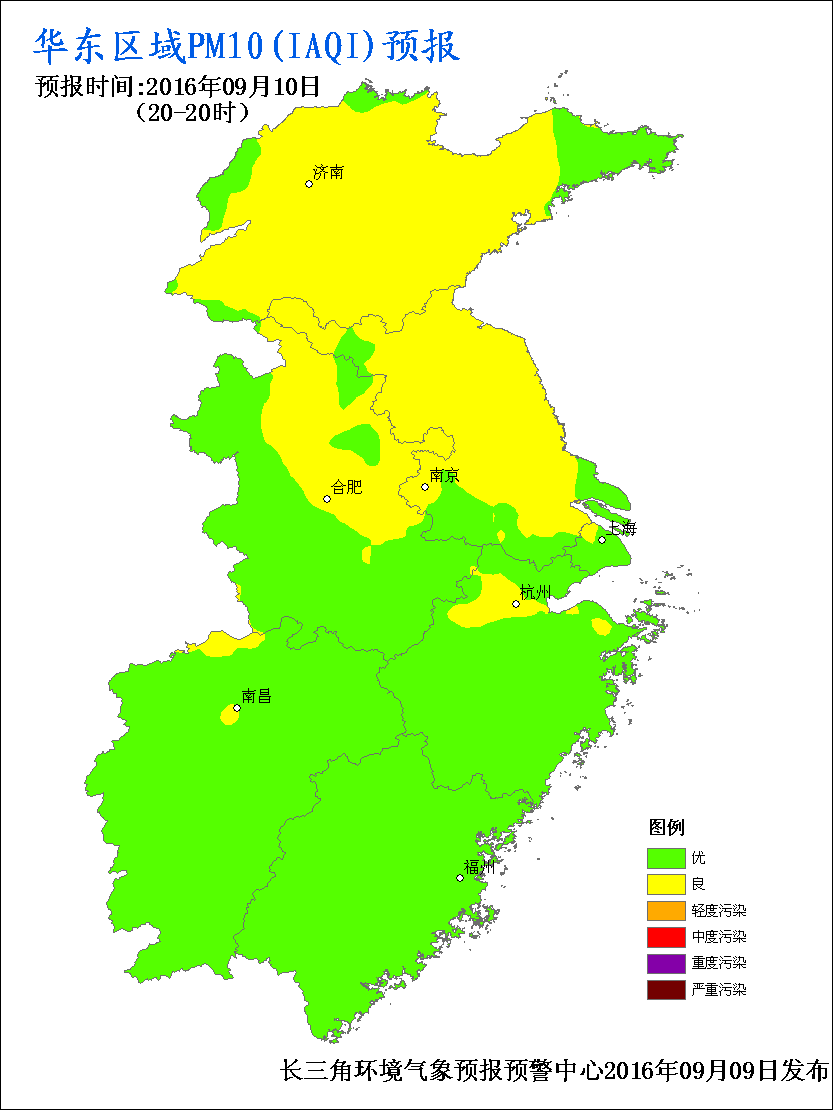 华东区域PM10(IAQI)预报
预报时间:2016年09月10日
(20-20时)
济南
南京
合肥
上海
杭州
南昌
福州
图例
优
良
轻度污染
中度污染
重度污染
严重污染
长三角环境气象预报预警中心2016年09月09日发布